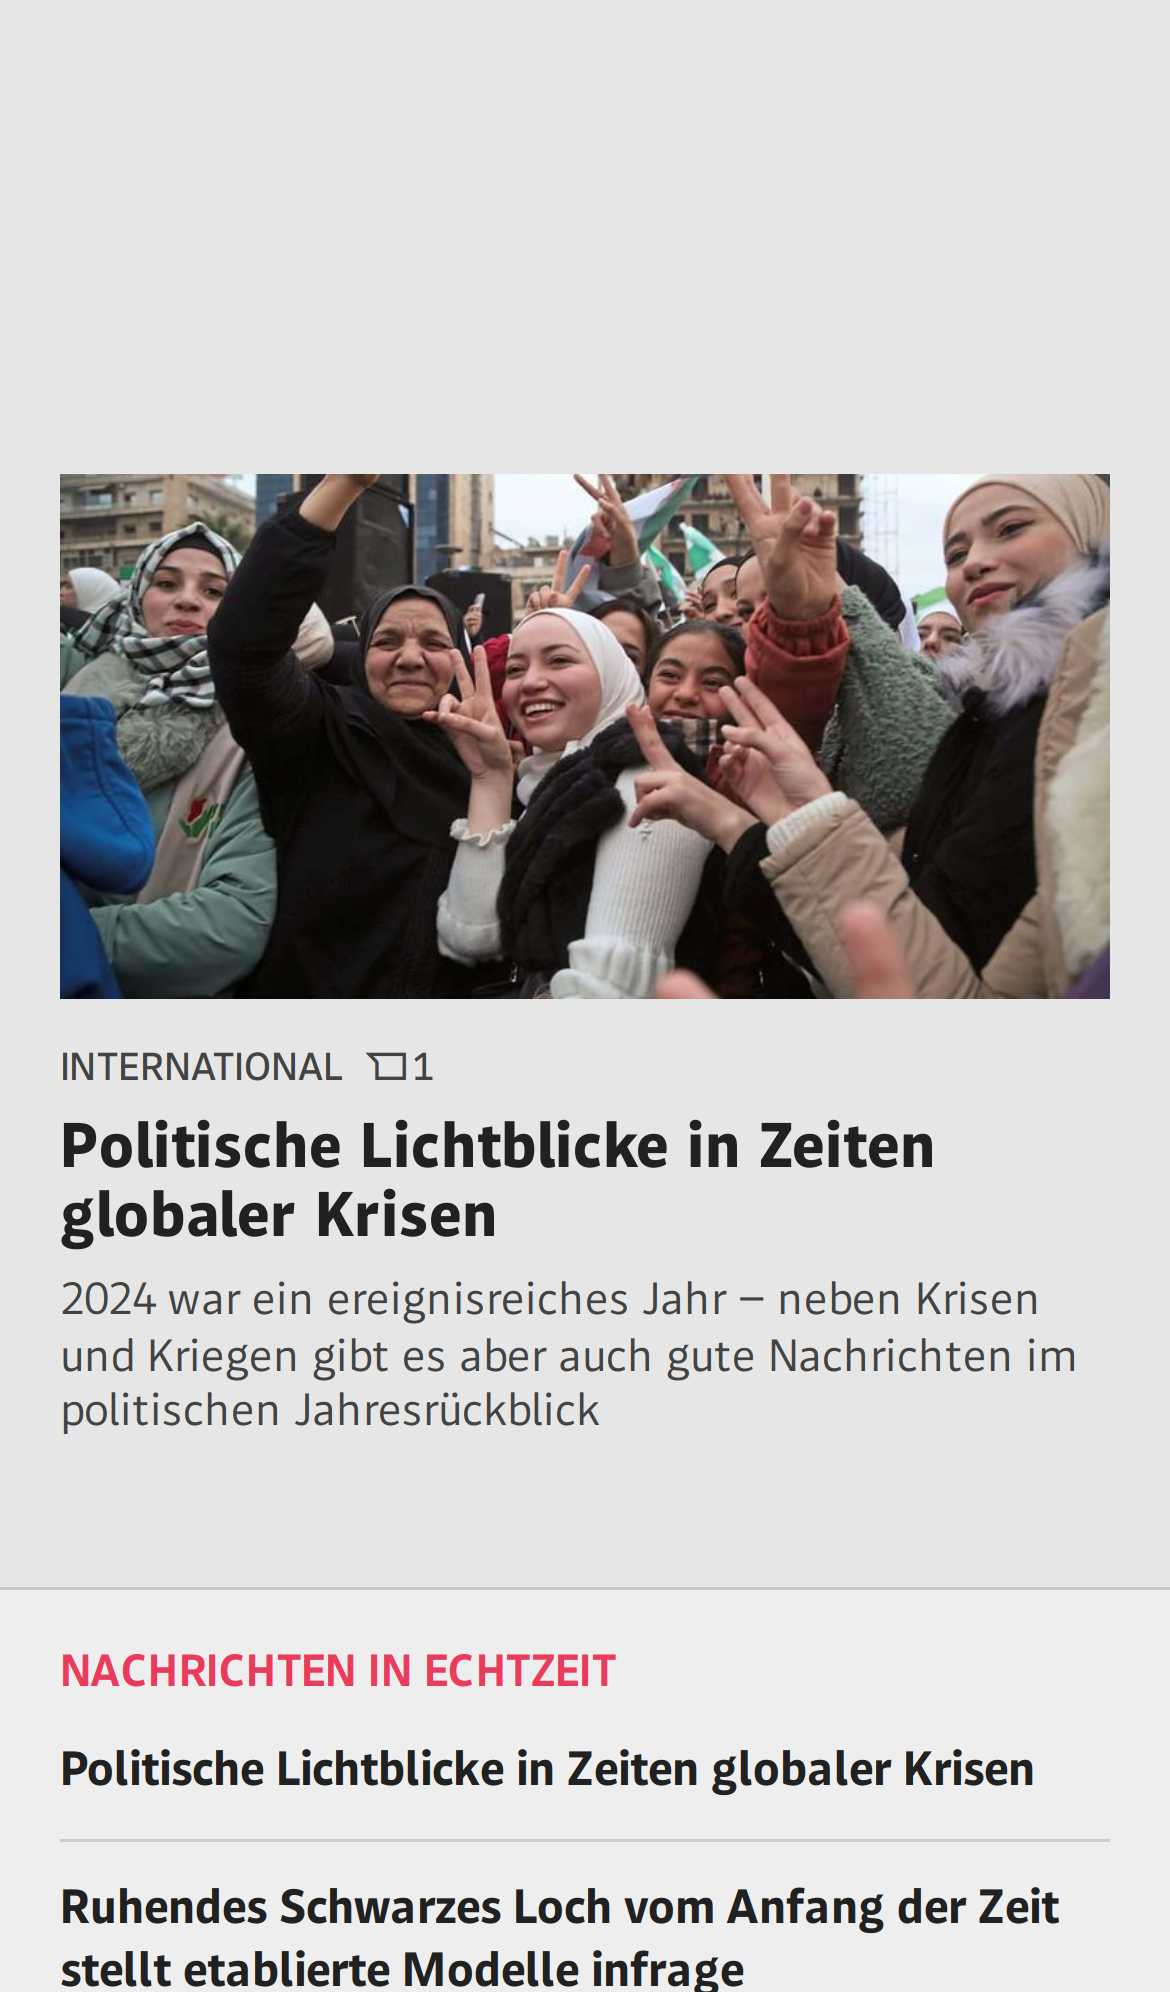 INTERNATIONAL 1
Politische Lichtblicke in Zeiten
globaler Krisen
2024 war ein ereignisreiches Jahr – neben Krisen
und Kriegen gibt es aber auch gute Nachrichten im
politischen Jahresrückblick
NACHRICHTEN IN ECHTZEIT
Politische Lichtblicke in Zeiten globaler Krisen
Ruhendes Schwarzes Loch vom Anfang der Zeit
stellt etablierte Modelle infrage